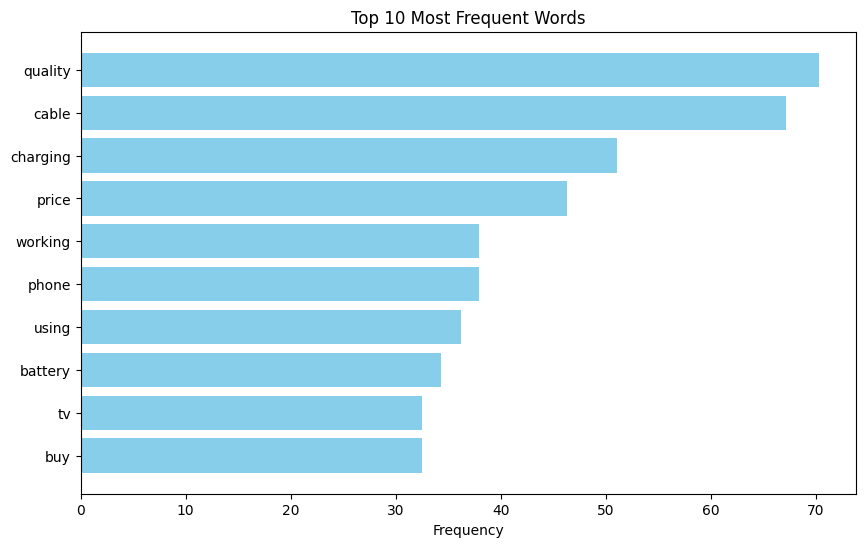 Top 10 Most Frequent Words
quality
cable
charging
price
working
phone
using
battery
tv
buy
0 10 20 30 40 50 60 70
Frequency